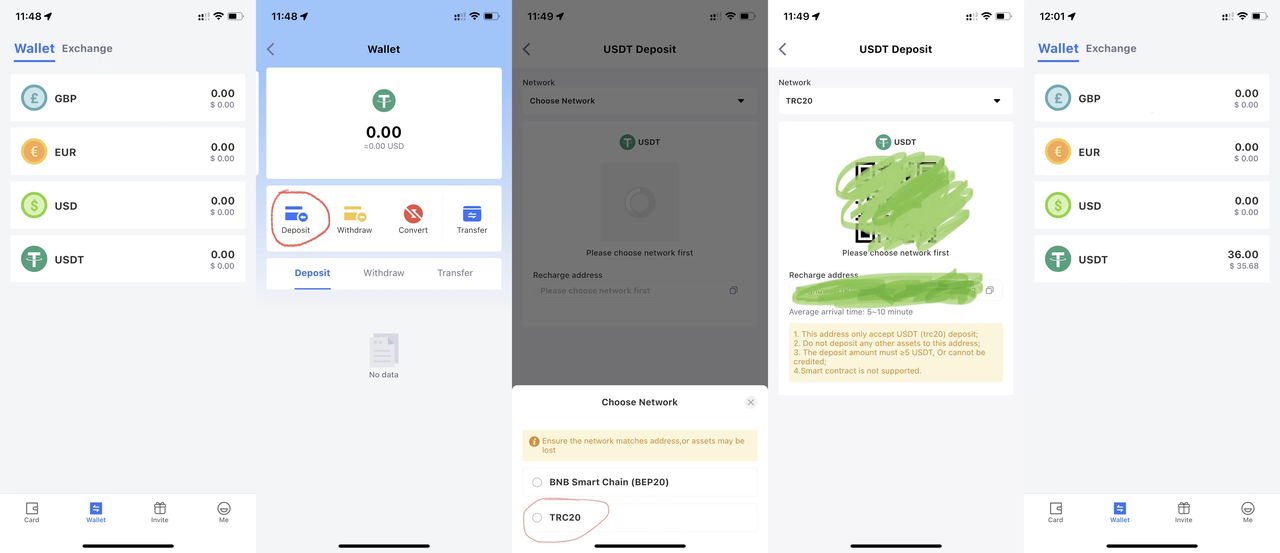 11:48
Wallet Exchange
£ GBP 0.00
$ 0.00
€ EUR 0.00
$ 0.00
$ USD 0.00
$ 0.00
USDT 0.00
$ 0.00
Card Wallet Invite Me
11:48
Wallet
0.00
≈0.00 USD
Deposit Withdraw Convert Transfer
Deposit Withdraw Transfer
No data
11:49
USDT Deposit
Network
Choose Network
USDT
Please choose network first
Recharge address
Please choose network first
Choose Network
Ensure the network matches address,or assets may be
lost
BNB Smart Chain (BEP20)
TRC20
11:49
USDT Deposit
Network
TRC20
USDT
Please choose network first
Recharge address
Average arrival time: 5~10 minute
1. This address only accept USDT (trc20) deposit;
2. Do not deposit any other assets to this address;
3. The deposit amount must ≥5 USDT, Or cannot be
credited;
4.Smart contract is not supported.
12:01
Wallet Exchange
£ GBP 0.00
$ 0.00
€ EUR 0.00
$ 0.00
$ USD 0.00
$ 0.00
USDT 36.00
$ 35.68
Card Wallet Invite Me